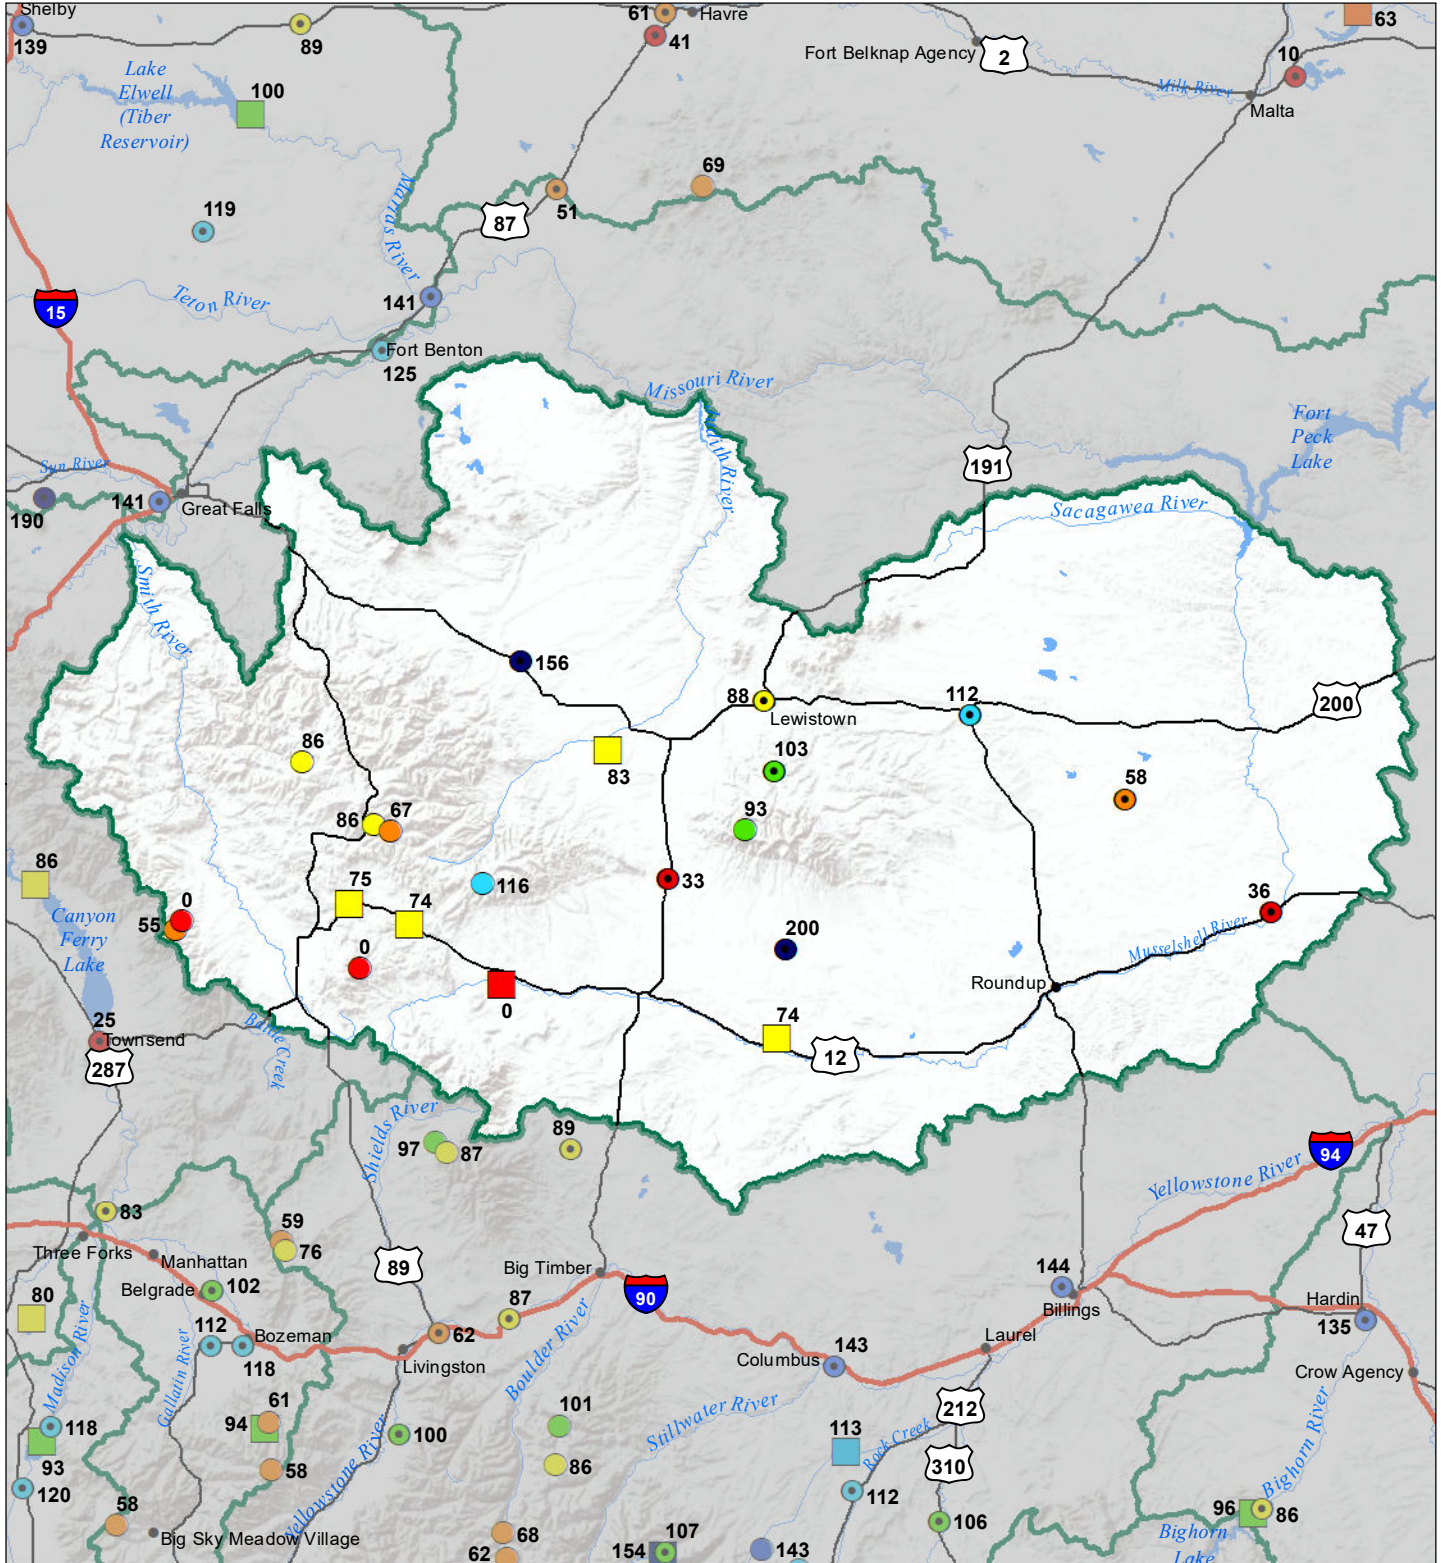 Shelby
139
89
61
Havre
41
Fort Belknap Agency
2
63
10
Milk River
Malta
Lake
Elwell
(Tiber
Reservoir)
100
119
Marias River
69
51
87
15
Teton River
141
Fort Benton
125
Missouri River
Judith River
Fort
Peck
Lake
191
Sun River
190
141
Great Falls
Sacagawea River
Smith River
156
88
Lewistown
112
200
86
83
103
58
86
67
93
86
75
74
116
33
36
Canyon
Ferry
Lake
55
0
0
0
200
Musselshell River
Roundup
25
Townsend
287
Battle Creek
74
12
Shields River
97
87
89
94
Yellowstone River
83
Three Forks
59
76
Manhattan
Belgrade
102
89
Big Timber
90
47
80
112
Bozeman
118
62
87
Livingston
144
Billings
Hardin
135
Laurel
Columbus
143
Crow Agency
Madison River
Gallatin River
Boulder River
Stillwater River
212
118
93
61
94
100
101
113
Rock Creek
310
Bighorn River
120
58
86
112
58
Yellowstone River
Big Sky Meadow Village
68
62
154
107
143
106
96
86
Bighorn
Lake